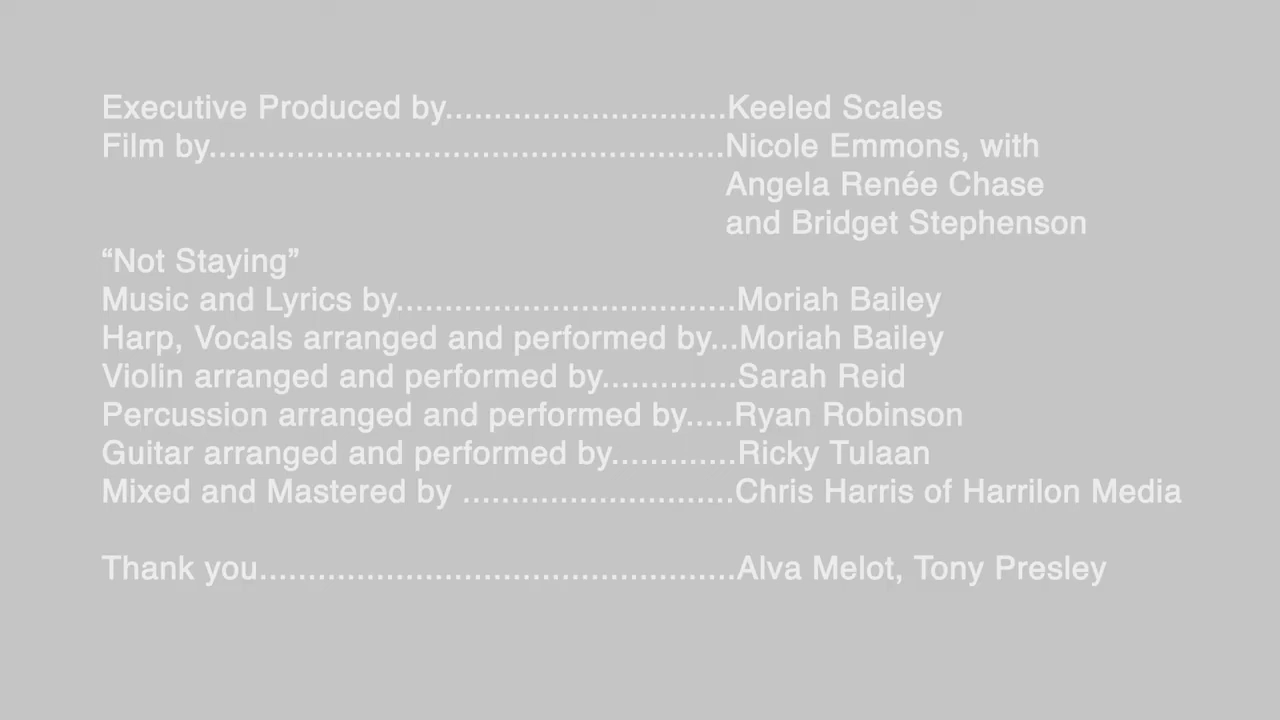 Executive Produced by.............................Keeled Scales
Film by.....................................................Nicole Emmons, with
Angela Renée Chase
and Bridget Stephenson
“Not Staying”
Music and Lyrics by...................................Moriah Bailey
Harp, Vocals arranged and performed by...Moriah Bailey
Violin arranged and performed by..............Sarah Reid
Percussion arranged and performed by.....Ryan Robinson
Guitar arranged and performed by.............Ricky Tulaan
Mixed and Mastered by ............................Chris Harris of Harrilon Media
Thank you.................................................Alva Melot, Tony Presley